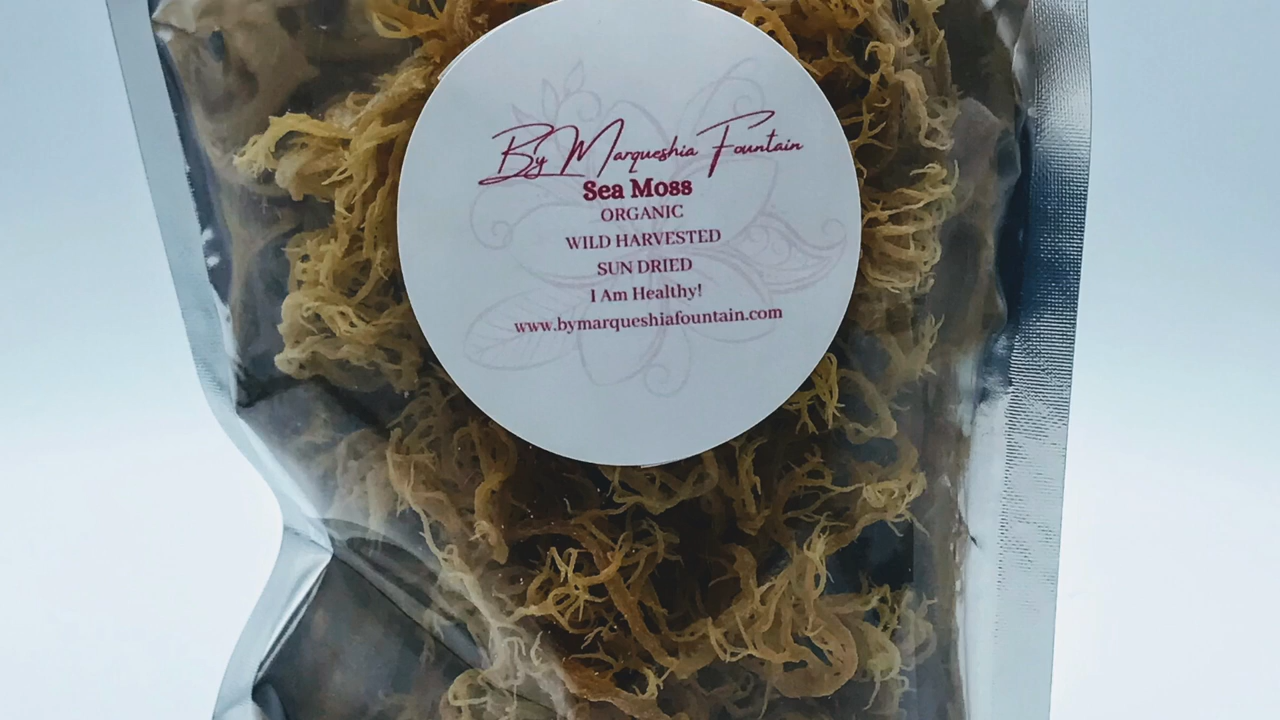 By Marqueshia Fountain
Sea Moss
ORGANIC
WILD HARVESTED
SUN DRIED
I Am Healthy!
www.bymarqueshiafountain.com